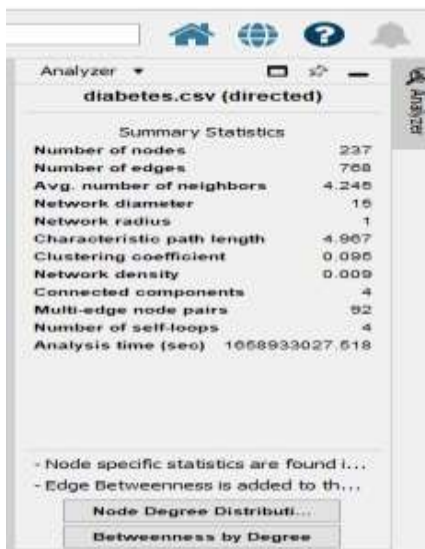 Analyzer
diabetes.csv (directed)
Summary Statistics
Number of nodes 237
Number of edges 768
Avg. number of neighbors 4.245
Network diameter 15
Network radius 1
Characteristic path length 4.967
Clustering coefficient 0.095
Network density 0.009
Connected components 4
Multi-edge node pairs 92
Number of self-loops 4
Analysis time (sec) 1658933027.518
- Node specific statistics are found i...
- Edge Betweenness is added to th...
Node Degree Distributi...
Betweenness by Degree
Analyzer